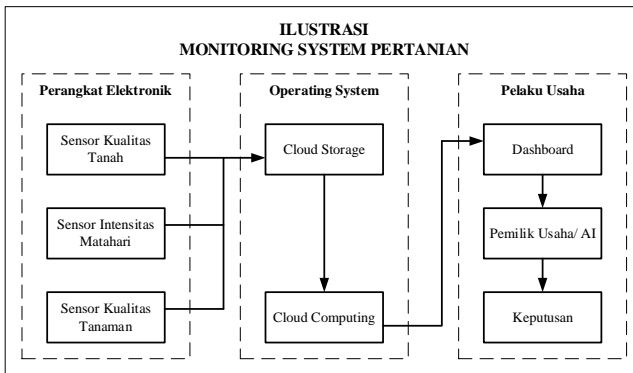 ILUSTRASI
MONITORING SYSTEM PERTANIAN
Perangkat Elektronik
Sensor Kualitas
Tanah
Sensor Intensitas
Matahari
Sensor Kualitas
Tanaman
Operating System
Cloud Storage
Cloud Computing
Pelaku Usaha
Dashboard
Pemilik Usaha/ AI
Keputusan